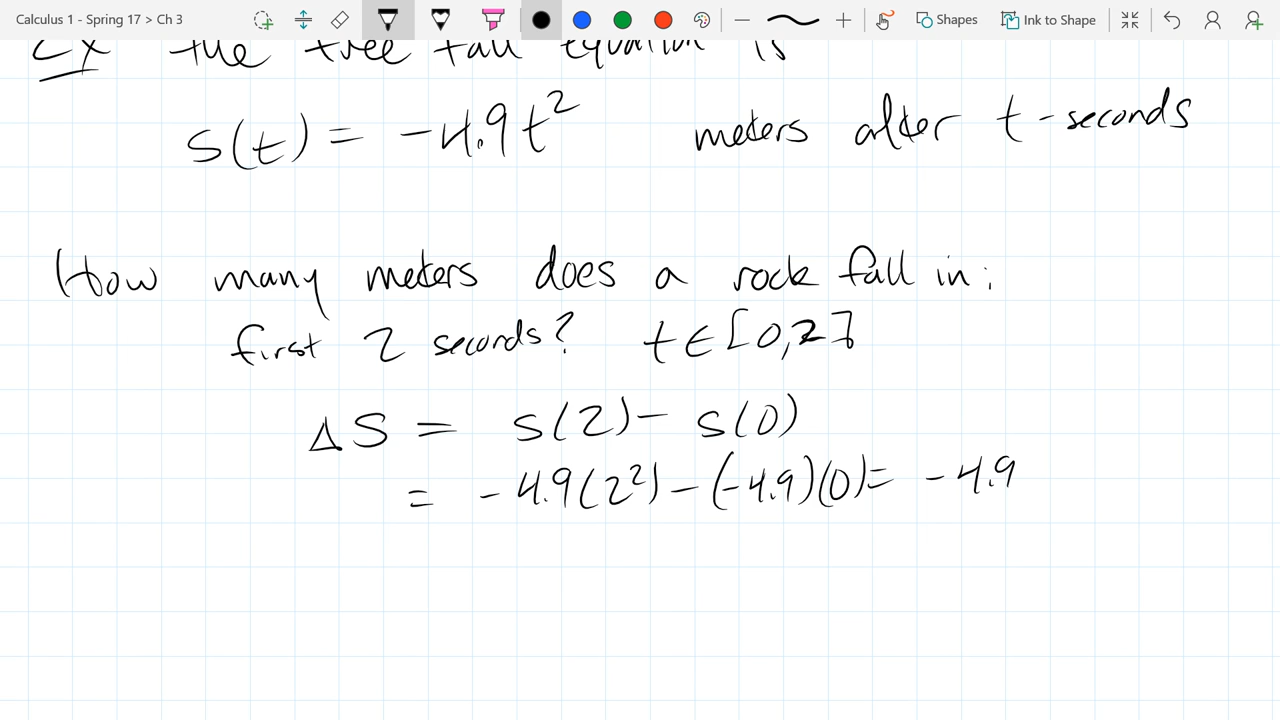 Calculus 1 - Spring 17 > Ch 3 Shapes Ink to Shape
Ex the free fall equation is
s(t) = -4.9t² meters after t-seconds
How many meters does a rock fall in:
first 2 seconds? t∈[0,2]
ΔS = s(2) - s(0)
= -4.9(2²) - (-4.9)(0) = -4.9